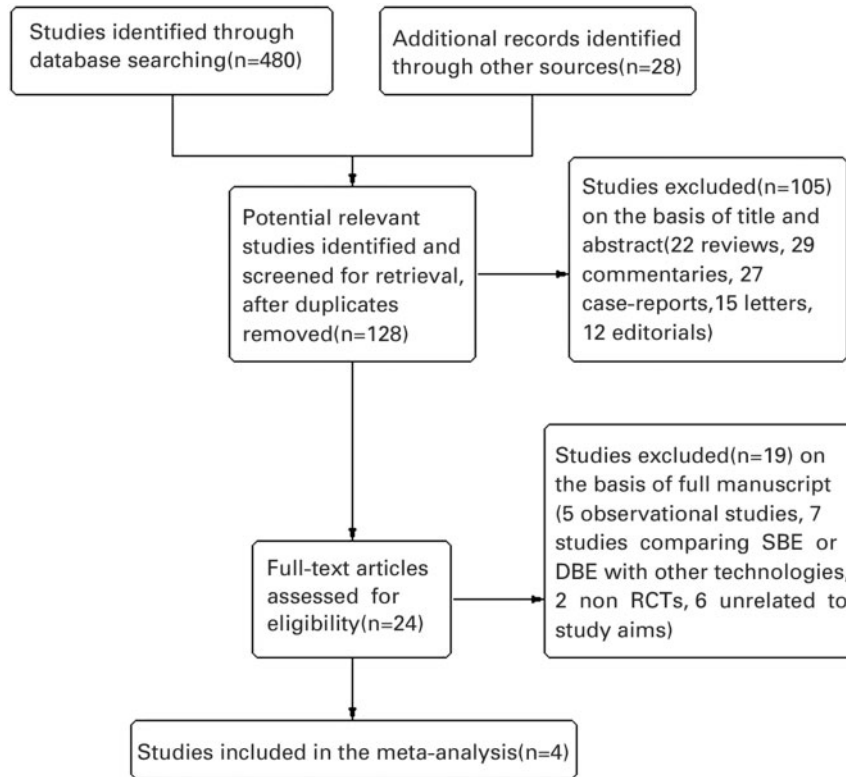 Studies identified through
database searching(n=480)
Additional records identified
through other sources(n=28)
Potential relevant
studies identified and
screened for retrieval,
after duplicates
removed(n=128)
Studies excluded(n=105)
on the basis of title and
abstract(22 reviews, 29
commentaries, 27
case-reports,15 letters,
12 editorials)
Studies excluded(n=19) on
the basis of full manuscript
(5 observational studies, 7
studies comparing SBE or
DBE with other technologies,
2 non RCTs, 6 unrelated to
study aims)
Full-text articles
assessed for
eligibility(n=24)
Studies included in the meta-analysis(n=4)